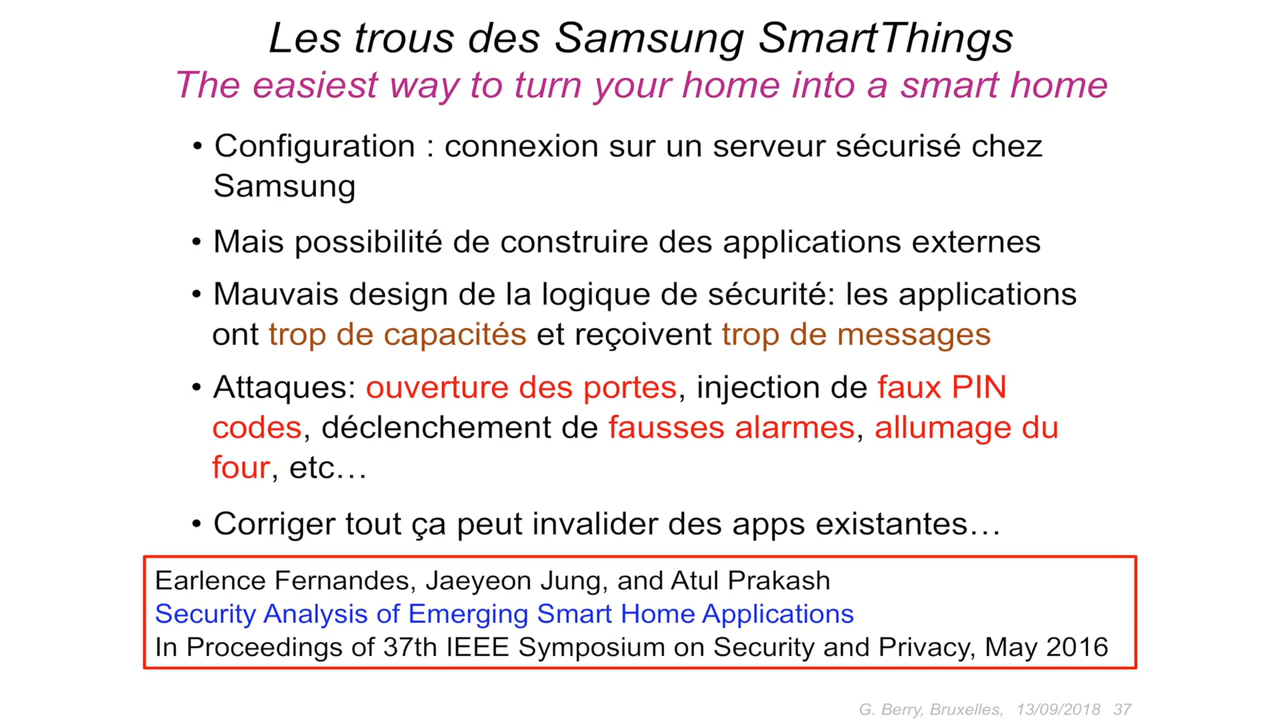 Les trous des Samsung SmartThings
The easiest way to turn your home into a smart home
• Configuration : connexion sur un serveur sécurisé chez
Samsung
• Mais possibilité de construire des applications externes
• Mauvais design de la logique de sécurité: les applications
ont trop de capacités et reçoivent trop de messages
• Attaques: ouverture des portes, injection de faux PIN
codes, déclenchement de fausses alarmes, allumage du
four, etc…
• Corriger tout ça peut invalider des apps existantes…
Earlence Fernandes, Jaeyeon Jung, and Atul Prakash
Security Analysis of Emerging Smart Home Applications
In Proceedings of 37th IEEE Symposium on Security and Privacy, May 2016
G. Berry, Bruxelles, 13/09/2018 37